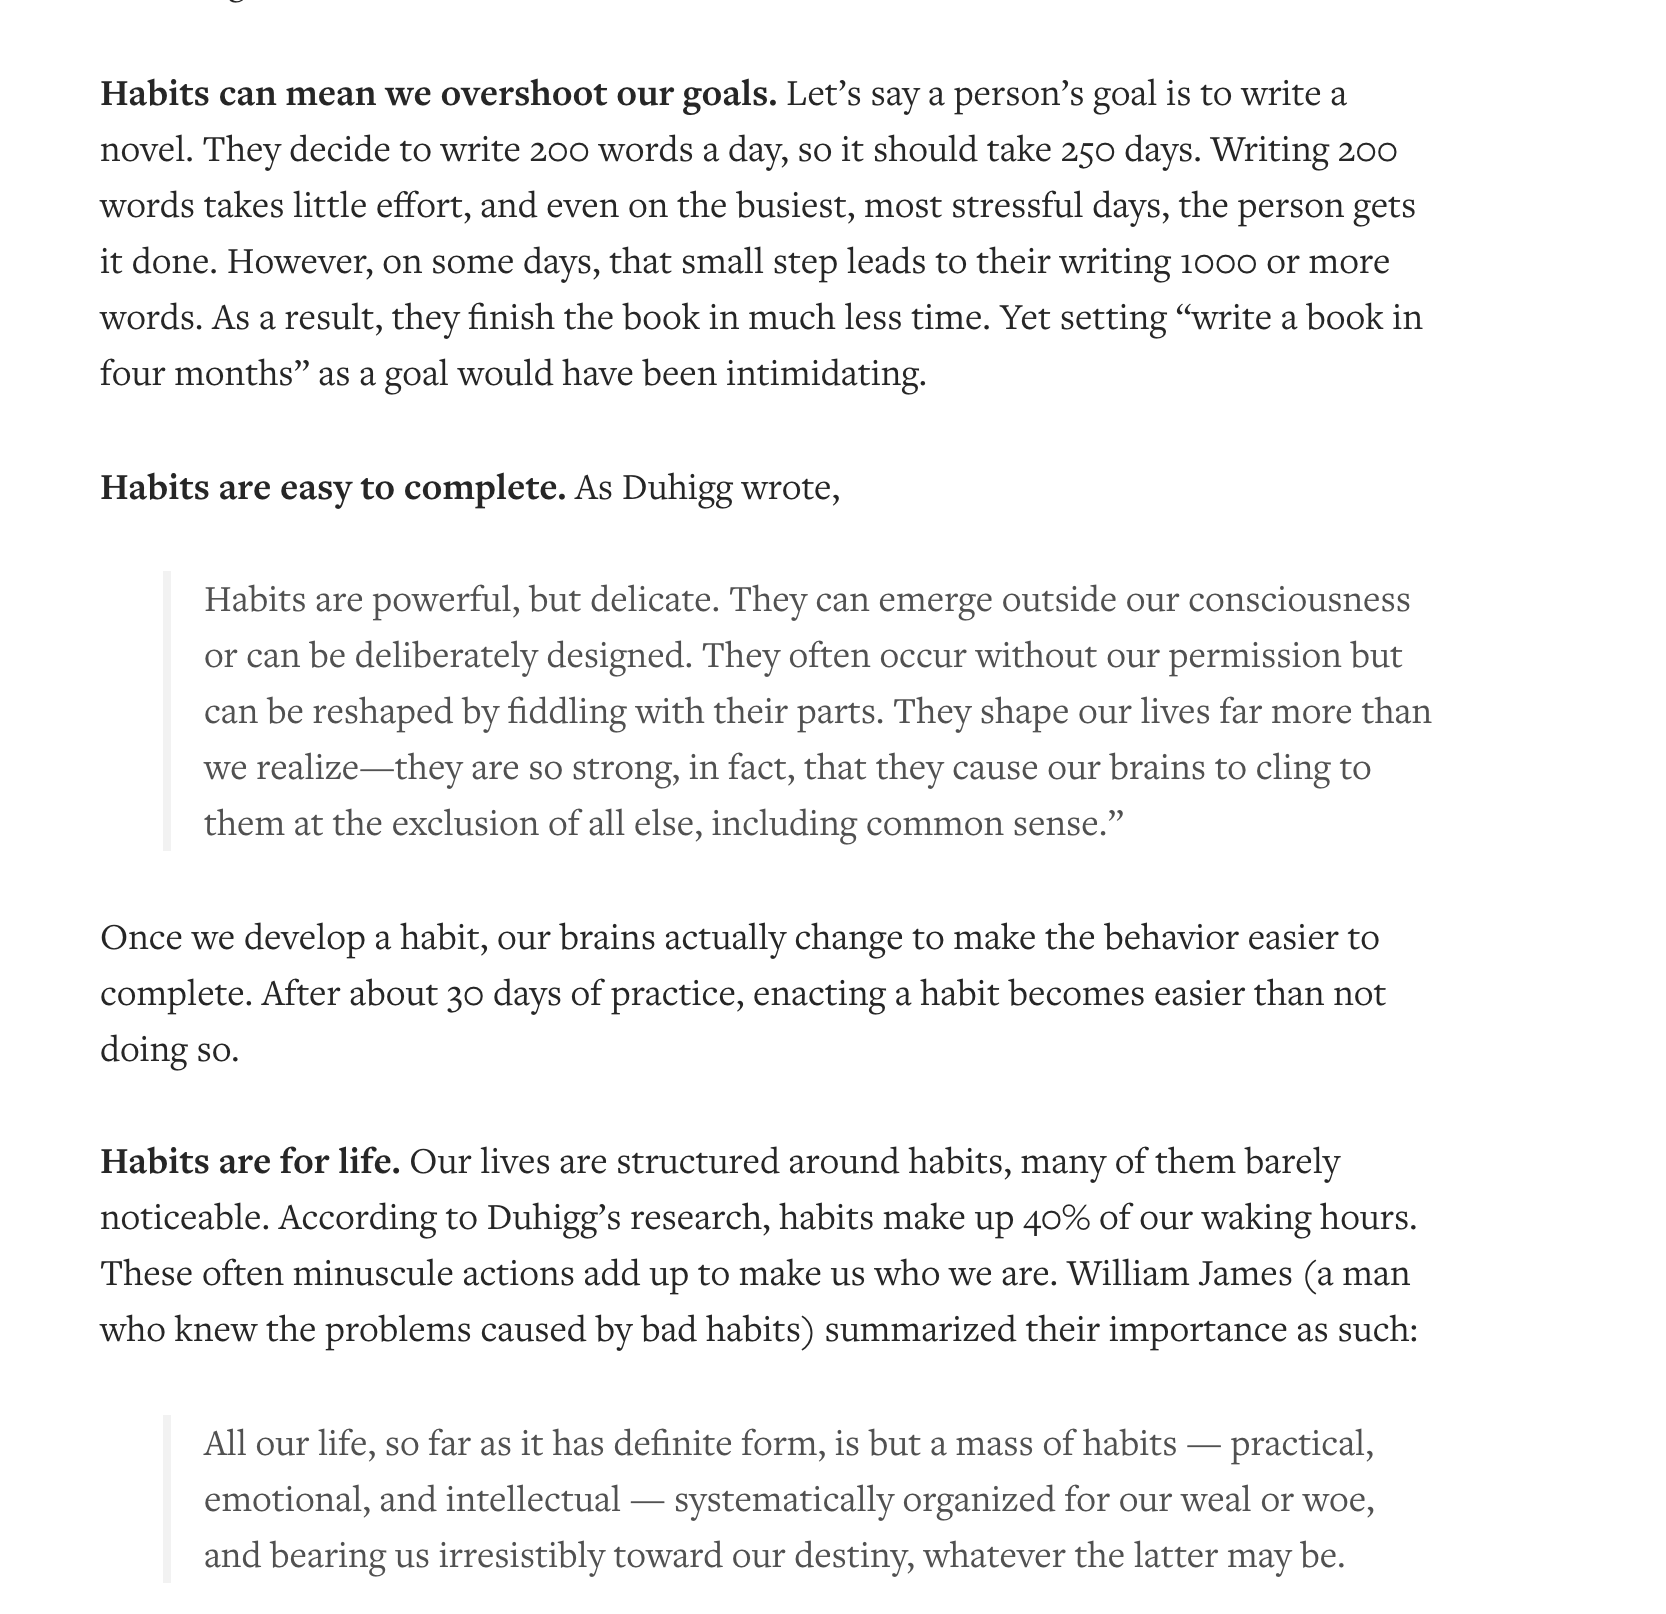 Habits can mean we overshoot our goals. Let’s say a person’s goal is to write a
novel. They decide to write 200 words a day, so it should take 250 days. Writing 200
words takes little effort, and even on the busiest, most stressful days, the person gets
it done. However, on some days, that small step leads to their writing 1000 or more
words. As a result, they finish the book in much less time. Yet setting “write a book in
four months” as a goal would have been intimidating.
Habits are easy to complete. As Duhigg wrote,
Habits are powerful, but delicate. They can emerge outside our consciousness
or can be deliberately designed. They often occur without our permission but
can be reshaped by fiddling with their parts. They shape our lives far more than
we realize—they are so strong, in fact, that they cause our brains to cling to
them at the exclusion of all else, including common sense.”
Once we develop a habit, our brains actually change to make the behavior easier to
complete. After about 30 days of practice, enacting a habit becomes easier than not
doing so.
Habits are for life. Our lives are structured around habits, many of them barely
noticeable. According to Duhigg’s research, habits make up 40% of our waking hours.
These often minuscule actions add up to make us who we are. William James (a man
who knew the problems caused by bad habits) summarized their importance as such:
All our life, so far as it has definite form, is but a mass of habits — practical,
emotional, and intellectual — systematically organized for our weal or woe,
and bearing us irresistibly toward our destiny, whatever the latter may be.